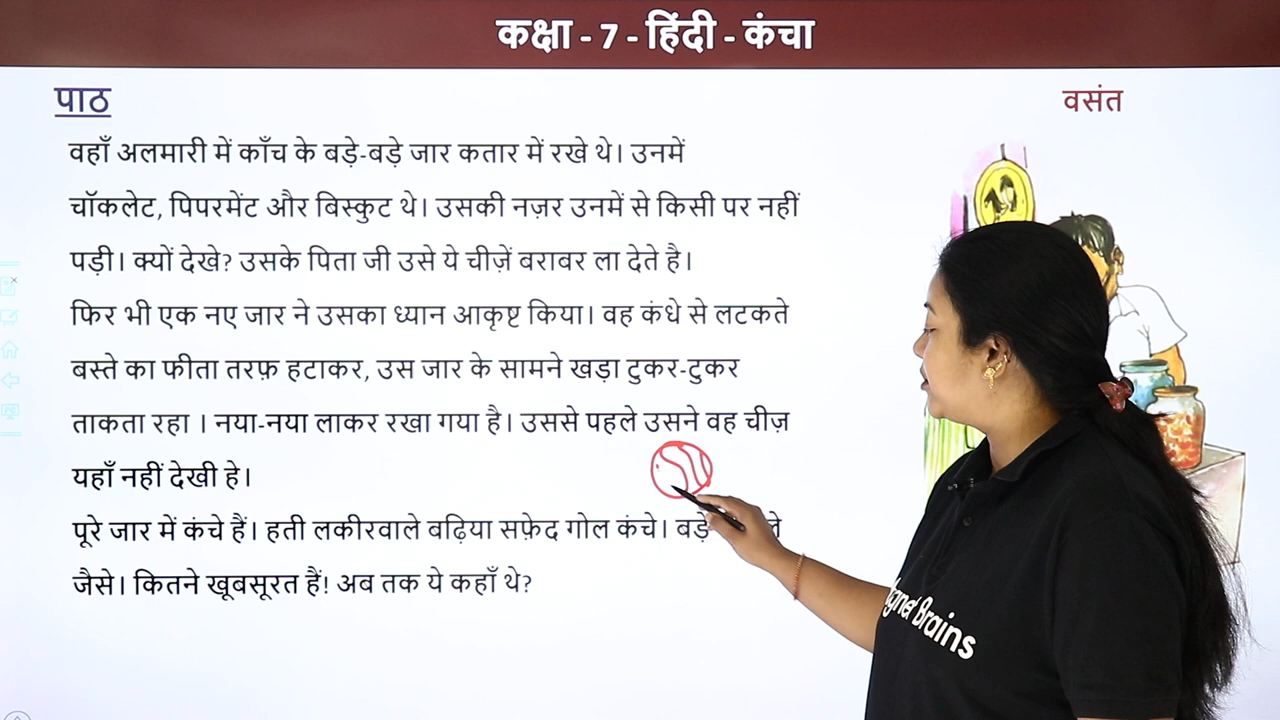 कक्षा - 7 - हिंदी - कंचा
पाठ
वसंत
वहाँ अलमारी में काँच के बड़े-बड़े जार कतार में रखे थे। उनमें
चॉकलेट, पिपरमेंट और बिस्कुट थे। उसकी नज़र उनमें से किसी पर नहीं
पड़ी। क्यों देखे? उसके पिता जी उसे ये चीज़ें बराबर ला देते है।
फिर भी एक नए जार ने उसका ध्यान आकृष्ट किया। वह कंधे से लटकते
बस्ते का फीता तरफ़ हटाकर, उस जार के सामने खड़ा टुकर-टुकर
ताकता रहा । नया-नया लाकर रखा गया है। उससे पहले उसने वह चीज़
यहाँ नहीं देखी हे।
पूरे जार में कंचे हैं। हती लकीरवाले बढ़िया सफ़ेद गोल कंचे। बड़े
जैसे। कितने खूबसूरत हैं! अब तक ये कहाँ थे?
Brains